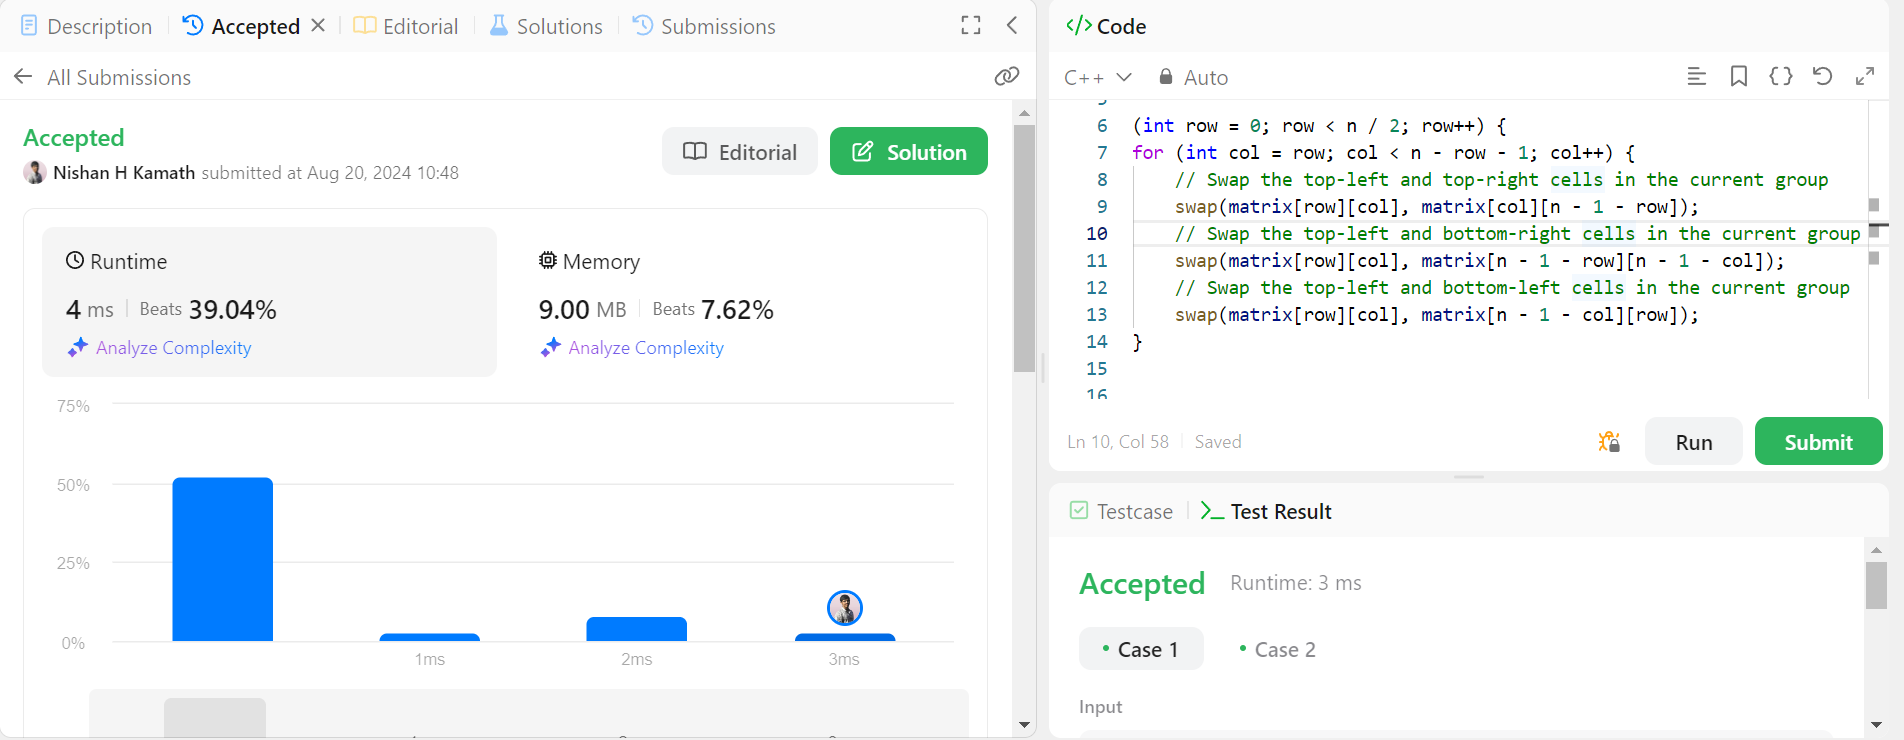 Description
Accepted
Editorial
Solutions
Submissions
All Submissions
Accepted
Nishan H Kamath submitted at Aug 20, 2024 10:48
Editorial
Solution
Runtime
4 ms Beats 39.04%
Analyze Complexity
Memory
9.00 MB Beats 7.62%
Analyze Complexity
75%
50%
25%
0%
1ms
2ms
3ms
</> Code
C++ Auto
6 (int row = 0; row < n / 2; row++) {
7 for (int col = row; col < n - row - 1; col++) {
8 // Swap the top-left and top-right cells in the current group
9 swap(matrix[row][col], matrix[col][n - 1 - row]);
10 // Swap the top-left and bottom-right cells in the current group
11 swap(matrix[row][col], matrix[n - 1 - row][n - 1 - col]);
12 // Swap the top-left and bottom-left cells in the current group
13 swap(matrix[row][col], matrix[n - 1 - col][row]);
14 }
15
16
Ln 10, Col 58 Saved
Run
Submit
Testcase
Test Result
Accepted Runtime: 3 ms
Case 1
Case 2
Input